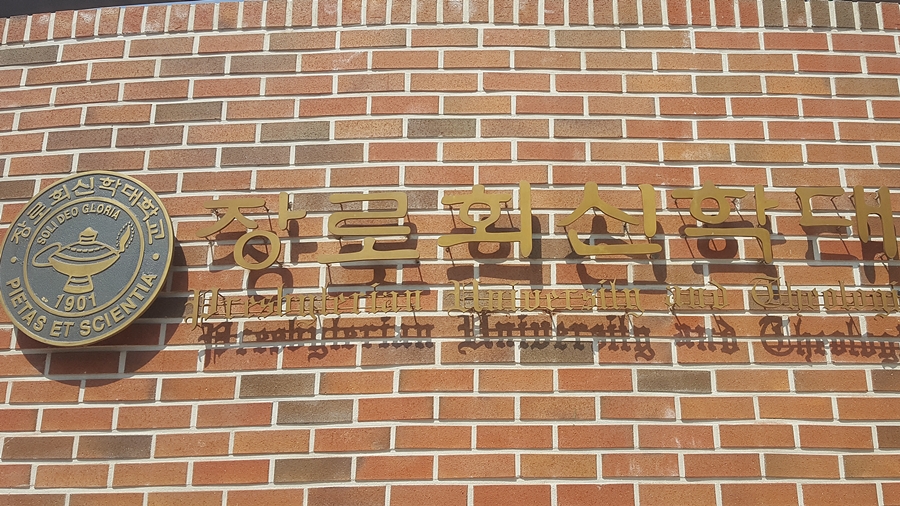 장로회신학대학교
SOLI DEO GLORIA
1901
PIETAS ET SCIENTIA
장로회신학대
Presbyterian University and Theologi